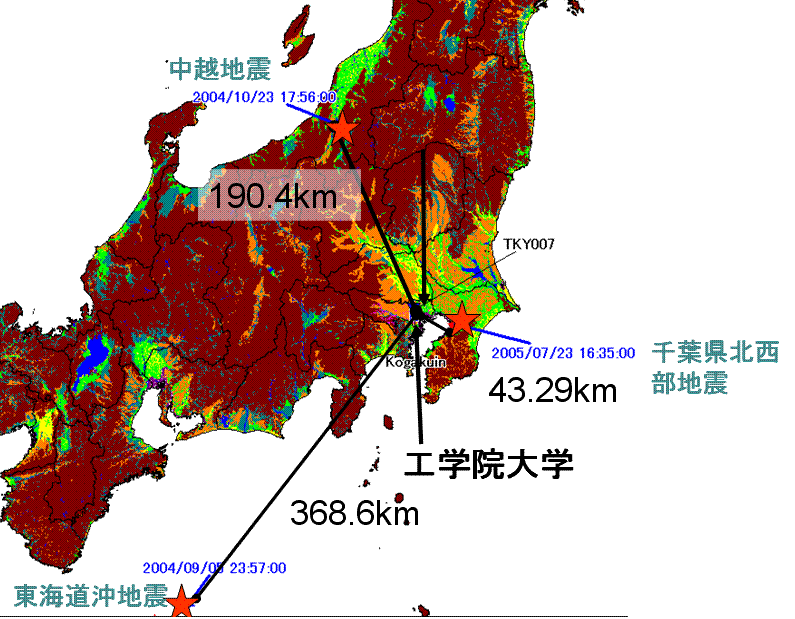 中越地震
2004/10/23 17:56:00
190.4km
TKY007
Kogakuin
2005/07/23 16:35:00
千葉県北西
部地震
43.29km
工学院大学
368.6km
2004/09/05 23:57:00
東海道沖地震